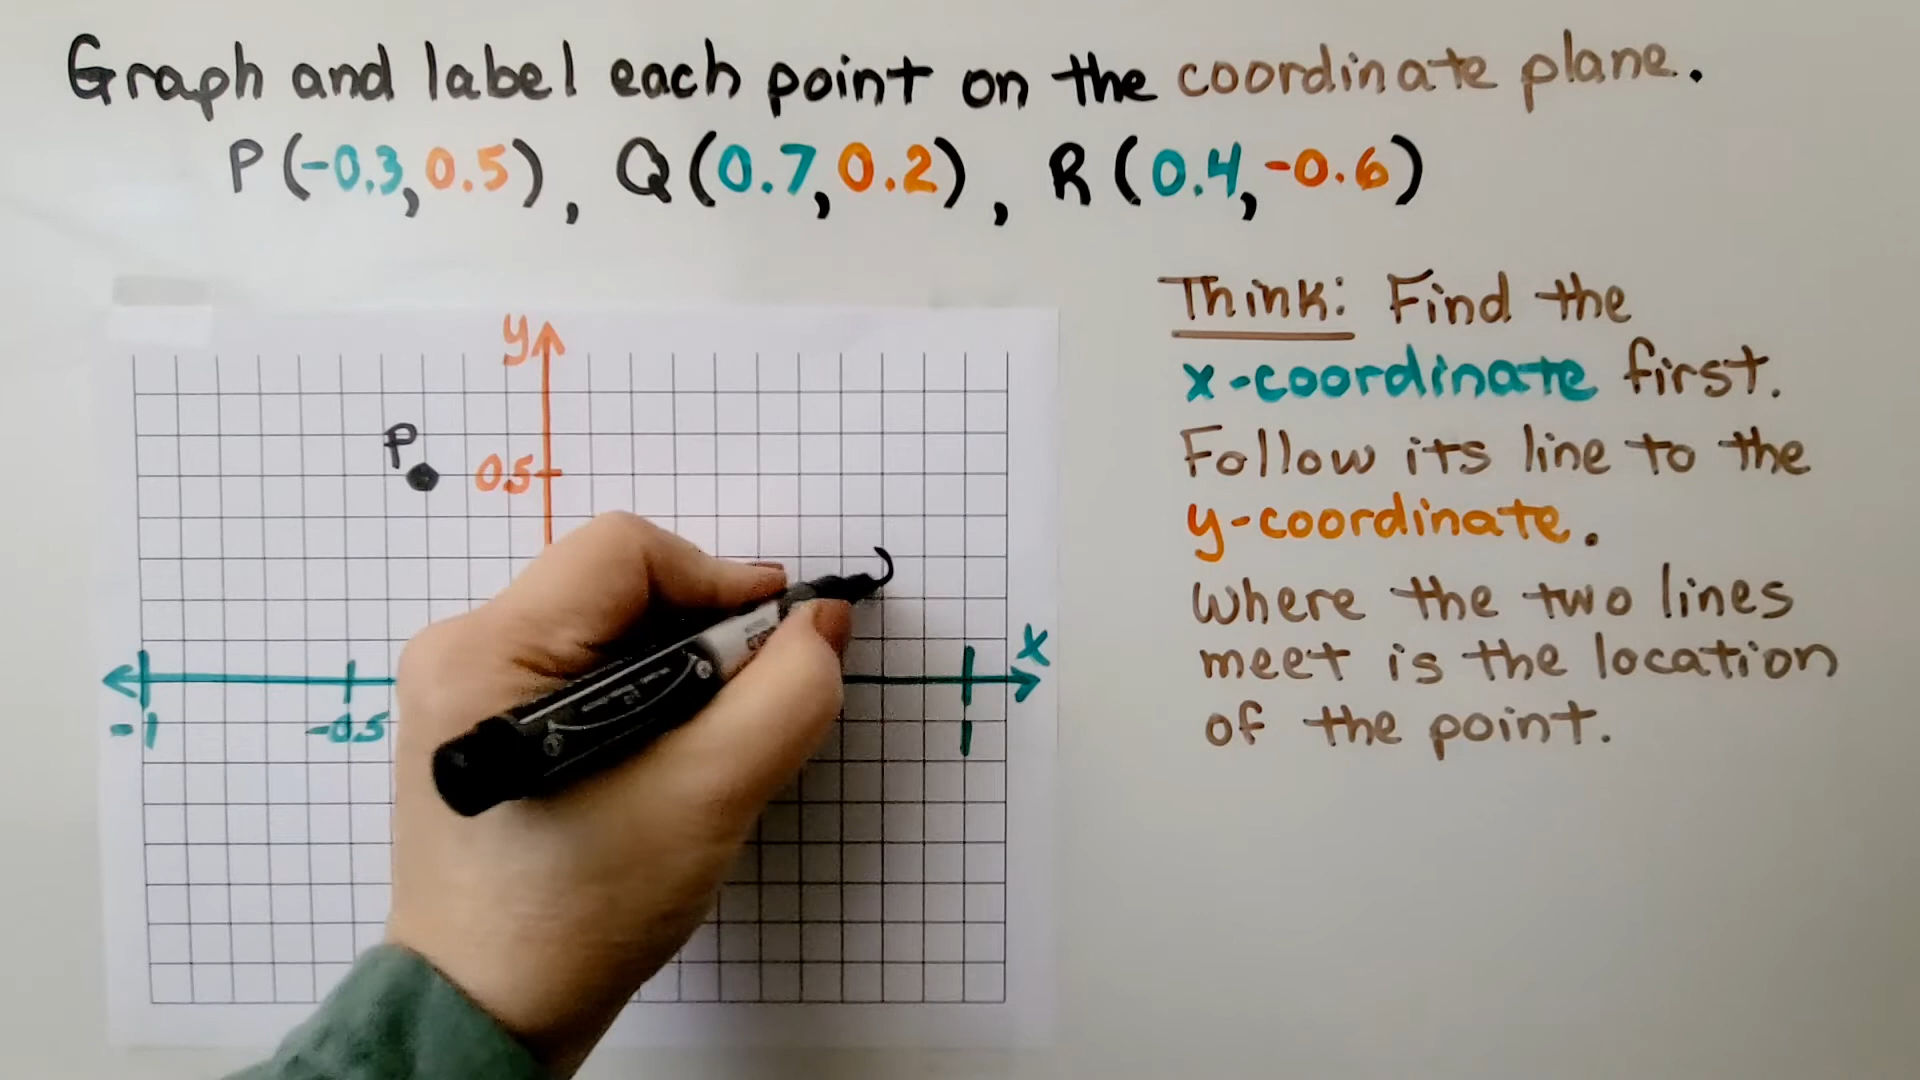 Graph and label each point on the coordinate plane.
P(-0.3, 0.5), Q(0.7, 0.2), R(0.4, -0.6)
Think: Find the
x-coordinate first.
Follow its line to the
y-coordinate.
Where the two lines
meet is the location
of the point.
y
P
0.5
x
-1
-0.5
1